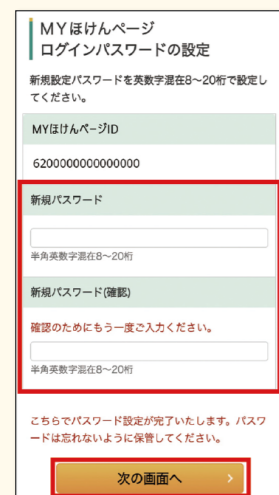 MYほけんページ
ログインパスワードの設定
新規設定パスワードを英数字混在8～20桁で設定し
てください。
MYほけんページID
6200000000000000
新規パスワード
半角英数字混在8～20桁
新規パスワード(確認)
確認のためにもう一度ご入力ください。
半角英数字混在8～20桁
こちらでパスワード設定が完了いたします。パスワ
ードは忘れないように保管してください。
次の画面へ